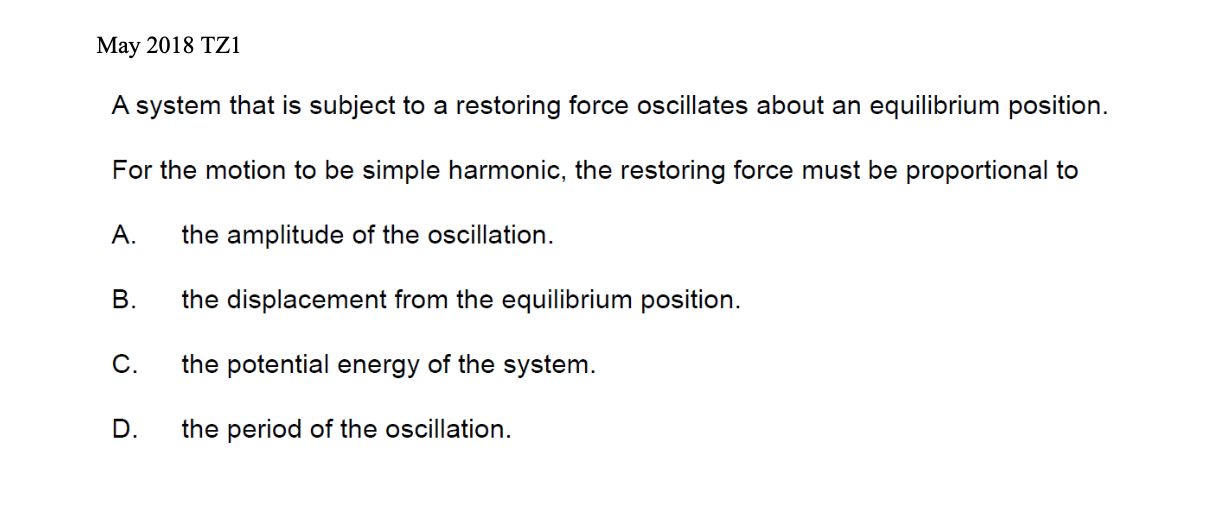 May 2018 TZ1
A system that is subject to a restoring force oscillates about an equilibrium position.
For the motion to be simple harmonic, the restoring force must be proportional to
A. the amplitude of the oscillation.
B. the displacement from the equilibrium position.
C. the potential energy of the system.
D. the period of the oscillation.